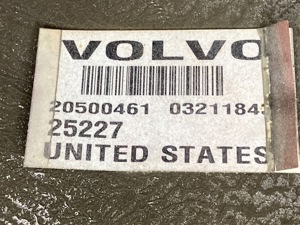 VOLVO
20500461 0321184
25227
UNITED STATES